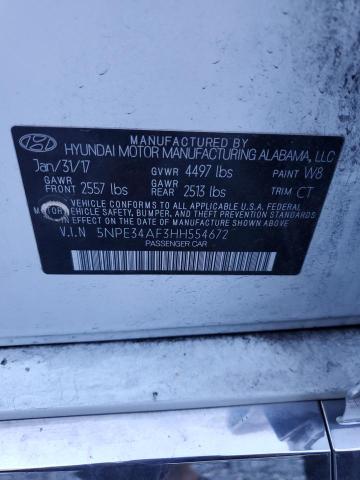 MANUFACTURED BY
HYUNDAI MOTOR MANUFACTURING ALABAMA, LLC
Jan/31/17 GVWR 4497 lbs PAINT W8
GAWR FRONT 2557 lbs GAWR REAR 2513 lbs TRIM CT
THIS VEHICLE CONFORMS TO ALL APPLICABLE U.S.A. FEDERAL
MOTOR VEHICLE SAFETY, BUMPER, AND THEFT PREVENTION STANDARDS
IN EFFECT ON THE DATE OF MANUFACTURE SHOWN ABOVE.
V.I.N 5NPE34AF3HH554672
PASSENGER CAR